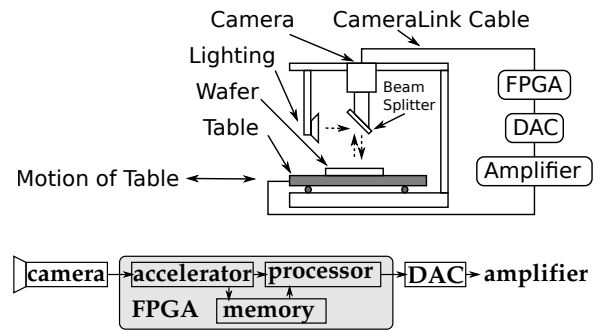 Camera
CameraLink Cable
Lighting
Wafer
Beam
Splitter
FPGA
Table
DAC
Amplifier
Motion of Table
camera
accelerator
processor
DAC
amplifier
FPGA
memory